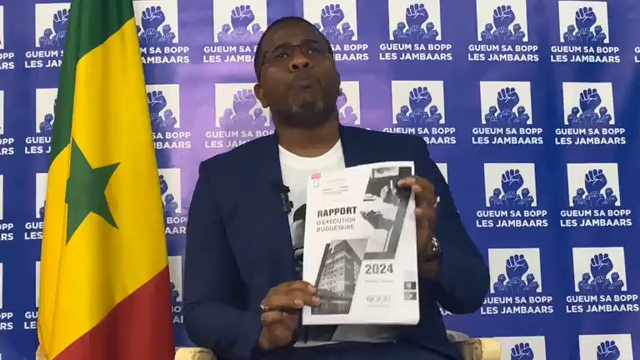 GUEUM SA BOPP
LES JAMBAARS
RAPPORT
D'EXÉCUTION
BUDGÉTAIRE
2024